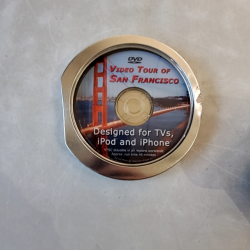 DVD
Video Tour of
San Francisco
Designed for TVs,
iPod and iPhone